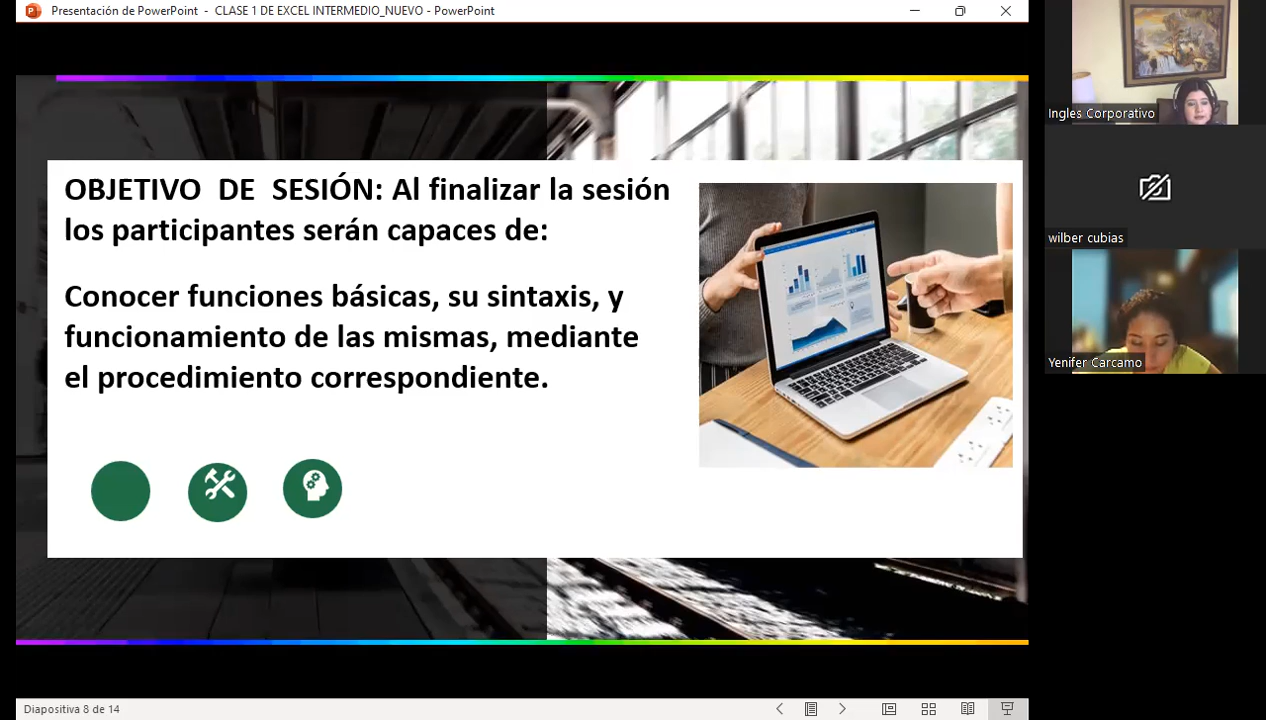 Presentación de PowerPoint - CLASE 1 DE EXCEL INTERMEDIO_NUEVO - PowerPoint
OBJETIVO DE SESIÓN: Al finalizar la sesión
los participantes serán capaces de:
Conocer funciones básicas, su sintaxis, y
funcionamiento de las mismas, mediante
el procedimiento correspondiente.
Ingles Corporativo
wilber cubias
Yenifer Carcamo
Diapositiva 8 de 14